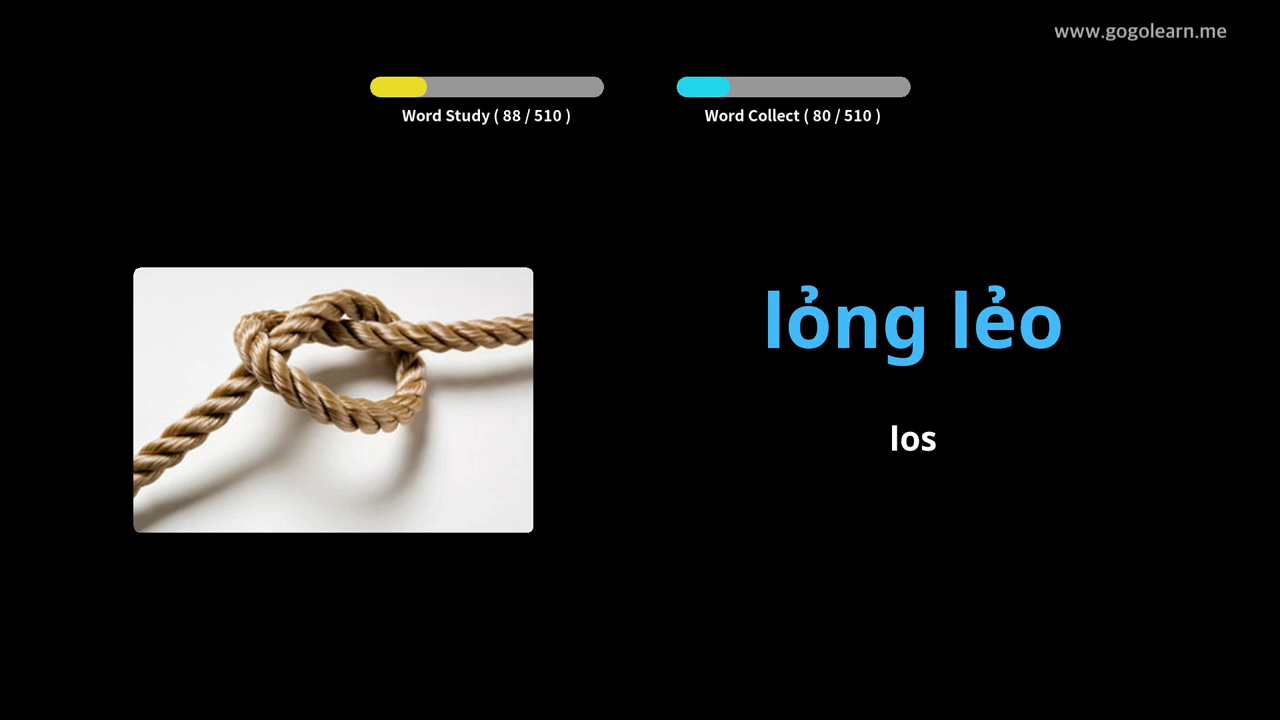 www.gogolearn.me
Word Study ( 88 / 510 )
Word Collect ( 80 / 510 )
lỏng lẻo
los